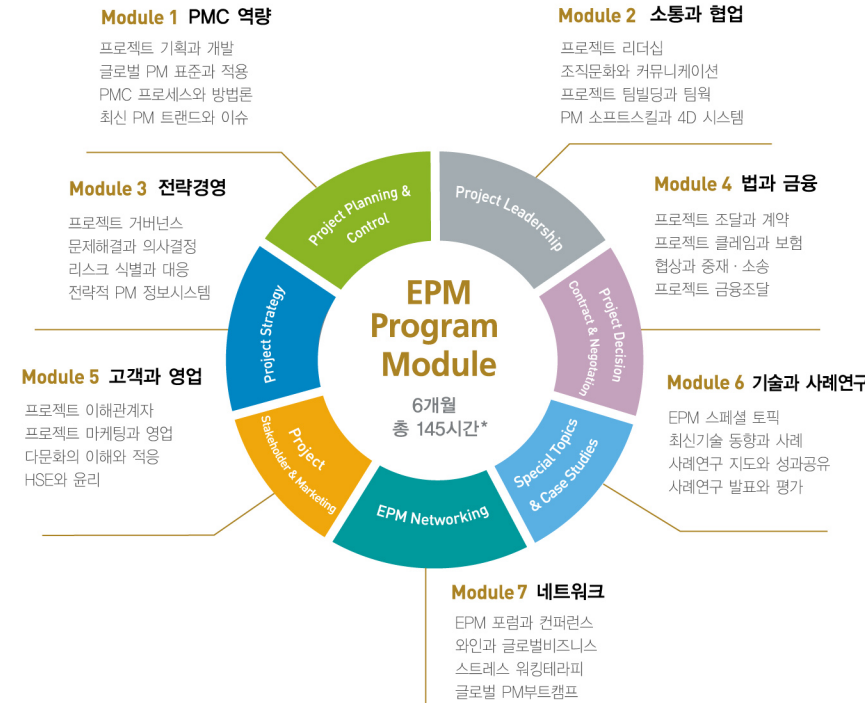 Module 1 PMC 역량
프로젝트 기획과 개발
글로벌 PM 표준과 적용
PMC 프로세스와 방법론
최신 PM 트랜드와 이슈
Module 2 소통과 협업
프로젝트 리더십
조직문화와 커뮤니케이션
프로젝트 팀빌딩과 팀웍
PM 소프트스킬과 4D 시스템
Module 3 전략경영
프로젝트 거버넌스
문제해결과 의사결정
리스크 식별과 대응
전략적 PM 정보시스템
Module 4 법과 금융
프로젝트 조달과 계약
프로젝트 클레임과 보험
협상과 중재 · 소송
프로젝트 금융조달
Module 5 고객과 영업
프로젝트 이해관계자
프로젝트 마케팅과 영업
다문화의 이해와 적응
HSE와 윤리
Module 6 기술과 사례연구
EPM 스페셜 토픽
최신기술 동향과 사례
사례연구 지도와 성과공유
사례연구 발표와 평가
Module 7 네트워크
EPM 포럼과 컨퍼런스
와인과 글로벌비즈니스
스트레스 워킹테라피
글로벌 PM부트캠프
Project Planning &
Control
Project Leadership
Project Strategy
Project Decision
Contract & Negotation
Project
Stakeholder & Marketing
Special Topics
& Case Studies
EPM Networking
EPM
Program
Module
6개월
총 145시간*